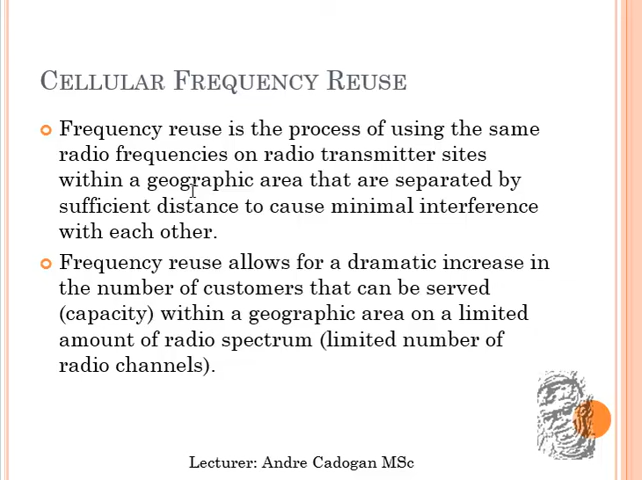 CELLULAR FREQUENCY REUSE
Frequency reuse is the process of using the same
radio frequencies on radio transmitter sites
within a geographic area that are separated by
sufficient distance to cause minimal interference
with each other.
Frequency reuse allows for a dramatic increase in
the number of customers that can be served
(capacity) within a geographic area on a limited
amount of radio spectrum (limited number of
radio channels).
Lecturer: Andre Cadogan MSc